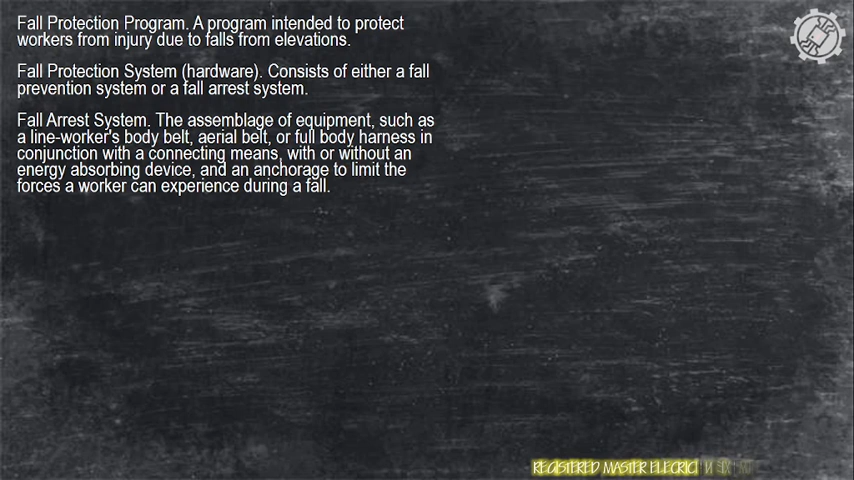 Fall Protection Program. A program intended to protect
workers from injury due to falls from elevations.
Fall Protection System (hardware). Consists of either a fall
prevention system or a fall arrest system.
Fall Arrest System. The assemblage of equipment, such as
a line-worker's body belt, aerial belt, or full body harness in
conjunction with a connecting means, with or without an
energy absorbing device, and an anchorage to limit the
forces a worker can experience during a fall.
REGISTERED MASTER ELECRICI